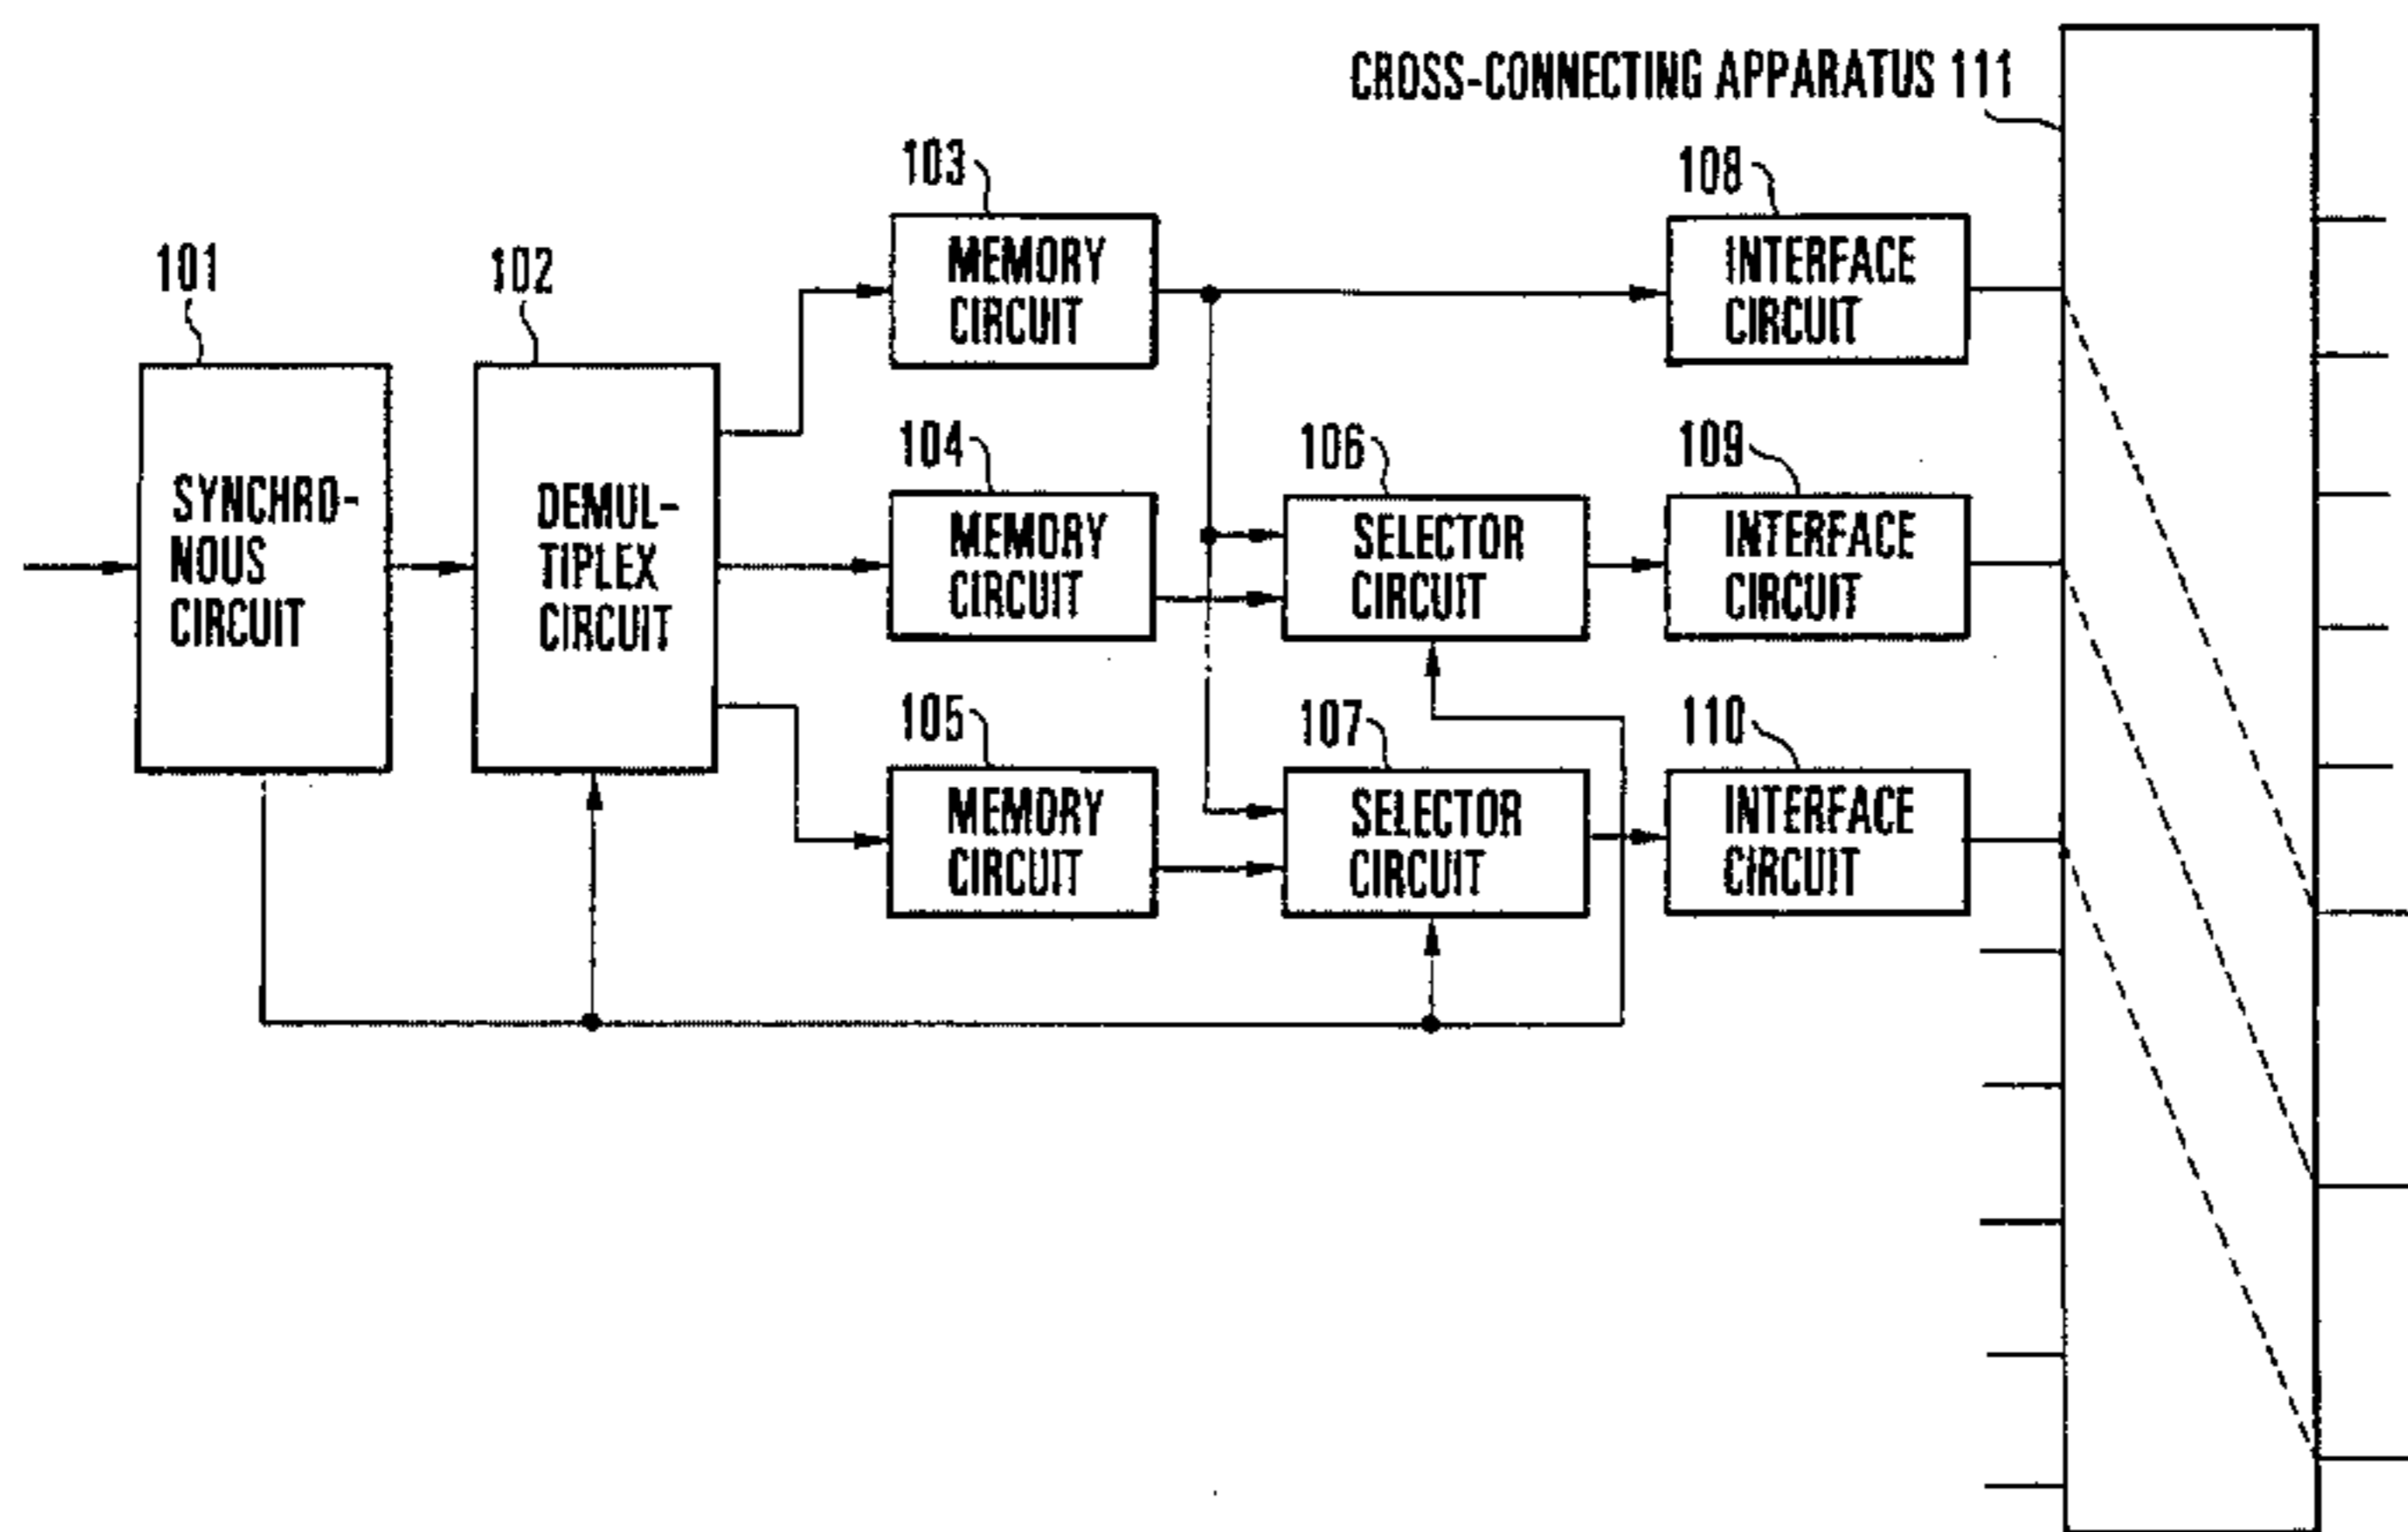 CROSS-CONNECTING APPARATUS 111
103
108
MEMORY
CIRCUIT
INTERFACE
CIRCUIT
101
102
SYNCHRO-
NOUS
CIRCUIT
DEMUL-
TIPLEX
CIRCUIT
104
106
109
MEMORY
CIRCUIT
SELECTOR
CIRCUIT
INTERFACE
CIRCUIT
105
107
110
MEMORY
CIRCUIT
SELECTOR
CIRCUIT
INTERFACE
CIRCUIT